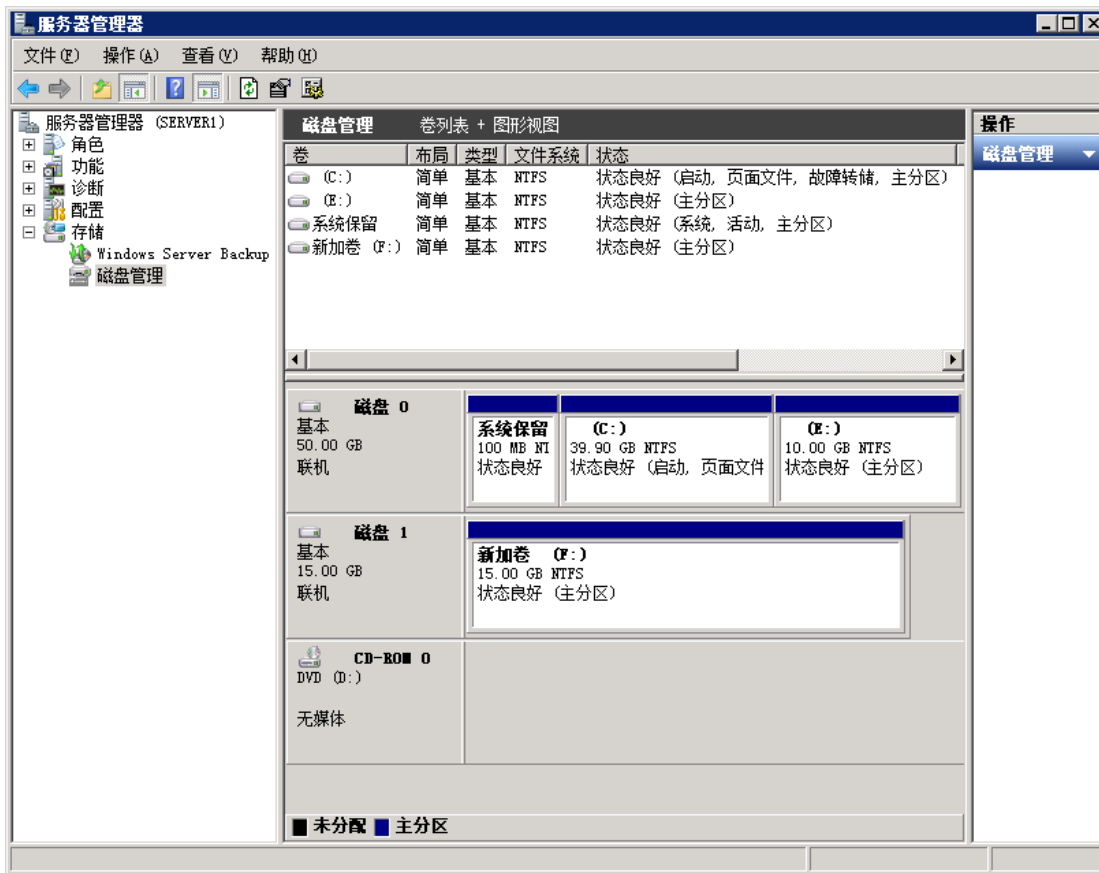 服务器管理器
文件(F) 操作(A) 查看(V) 帮助(H)
服务器管理器 (SERVER1)
角色
功能
诊断
配置
存储
Windows Server Backup
磁盘管理
磁盘管理 卷列表 + 图形视图
卷 布局 类型 文件系统 状态
(C:) 简单 基本 NTFS 状态良好 (启动, 页面文件, 故障转储, 主分区)
(E:) 简单 基本 NTFS 状态良好 (主分区)
系统保留 简单 基本 NTFS 状态良好 (系统, 活动, 主分区)
新加卷 (F:) 简单 基本 NTFS 状态良好 (主分区)
磁盘 0
基本
50.00 GB
联机
系统保留
100 MB NT
状态良好
(C:)
39.90 GB NTFS
状态良好 (启动, 页面文件
(E:)
10.00 GB NTFS
状态良好 (主分区)
磁盘 1
基本
15.00 GB
联机
新加卷 (F:)
15.00 GB NTFS
状态良好 (主分区)
CD-ROM 0
DVD (D:)
无媒体
未分配 主分区
操作
磁盘管理